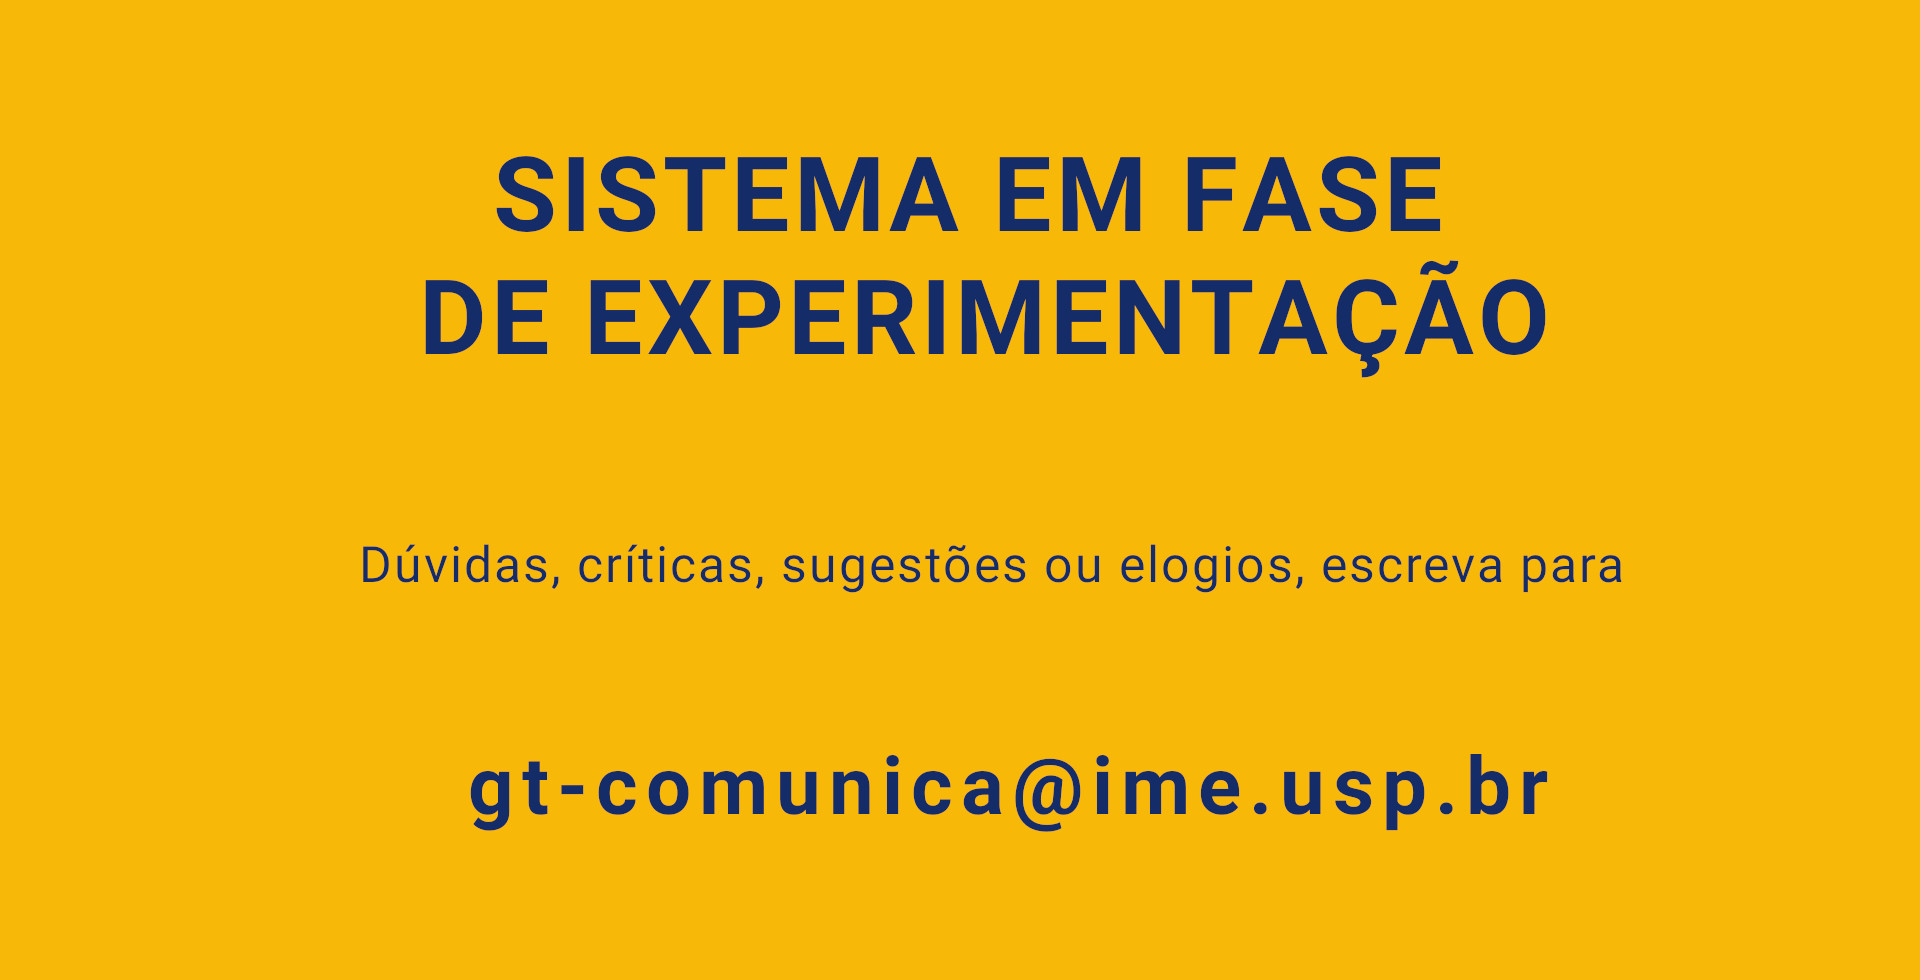 SISTEMA EM FASE
DE EXPERIMENTAÇÃO
Dúvidas, críticas, sugestões ou elogios, escreva para
gt-comunica@ime.usp.br